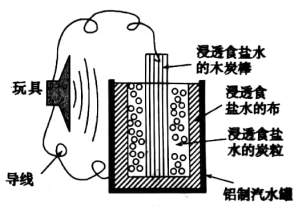 浸透食盐水
的木炭棒
玩具
浸透食
盐水的布
浸透食盐
水的炭粒
导线
铝制汽水罐